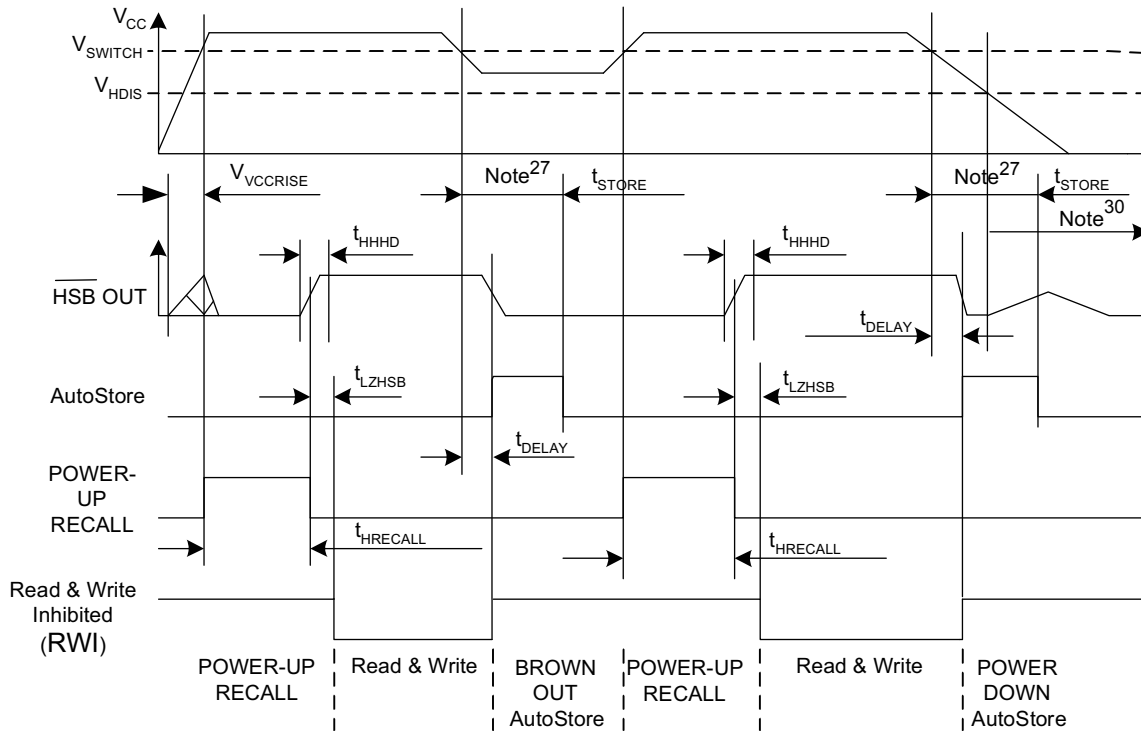 VCC
VSWITCH
VHDIS
VVCCRISE
Note27
tSTORE
Note27
tSTORE
Note30
tHHHD
tHHHD
HSB OUT
tDELAY
tLZHSB
tLZHSB
AutoStore
tDELAY
POWER-
UP
RECALL
tHRECALL
tHRECALL
Read & Write
Inhibited
(RWI)
POWER-UP
RECALL
Read & Write
BROWN
OUT
AutoStore
POWER-UP
RECALL
Read & Write
POWER
DOWN
AutoStore